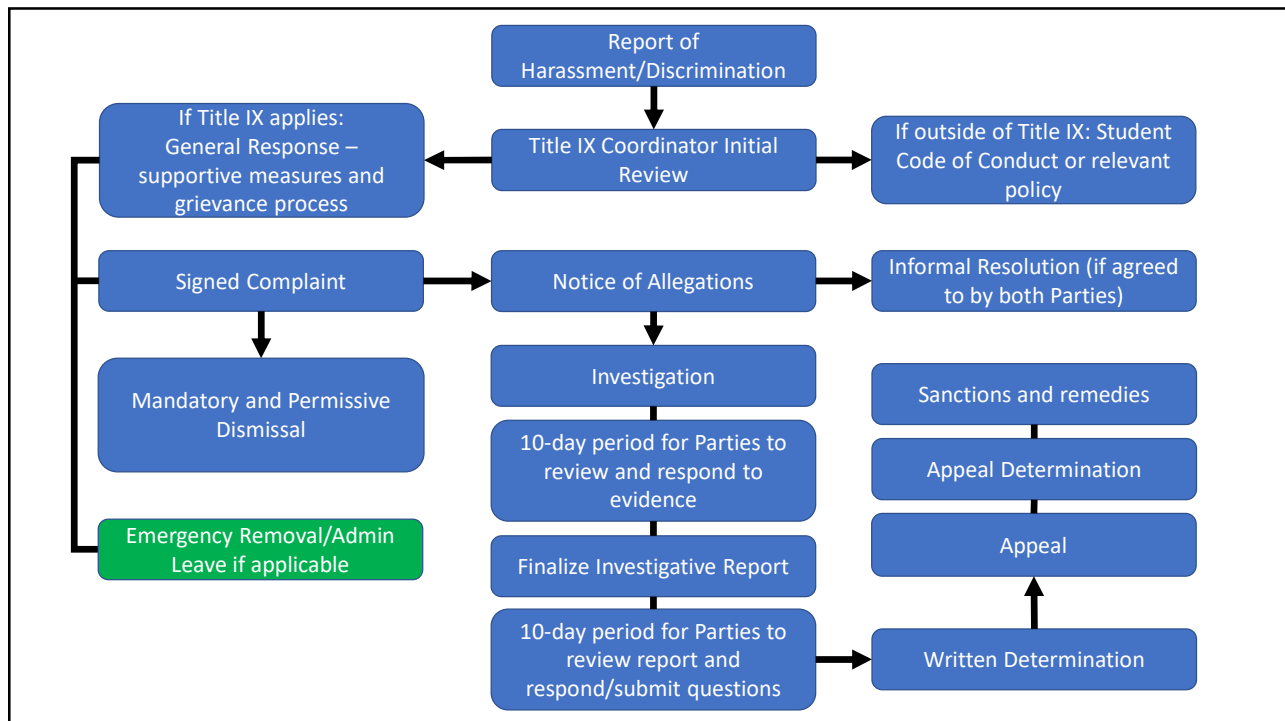 Report of
Harassment/Discrimination
If Title IX applies:
General Response –
supportive measures and
grievance process
Title IX Coordinator Initial
Review
If outside of Title IX: Student
Code of Conduct or relevant
policy
Signed Complaint
Notice of Allegations
Informal Resolution (if agreed
to by both Parties)
Mandatory and Permissive
Dismissal
Investigation
Sanctions and remedies
10-day period for Parties to
review and respond to
evidence
Appeal Determination
Emergency Removal/Admin
Leave if applicable
Finalize Investigative Report
Appeal
10-day period for Parties to
review report and
respond/submit questions
Written Determination